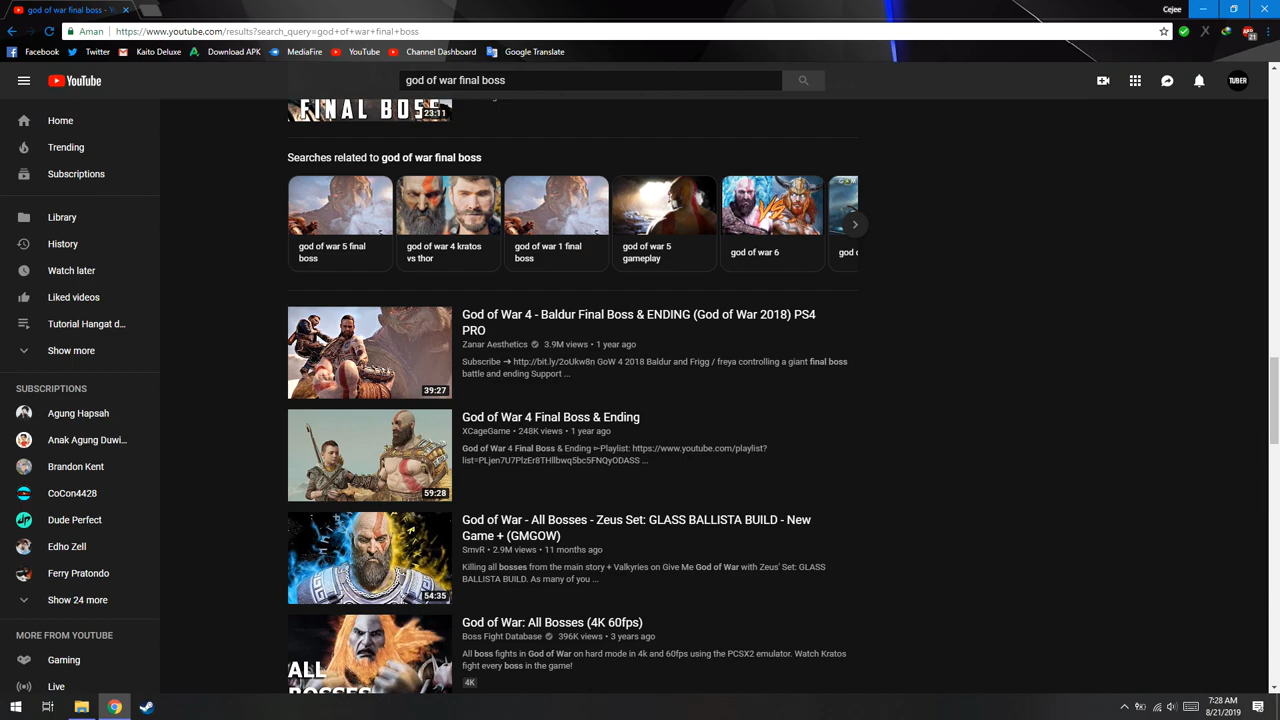 god of war final boss - Y
Cejee
Aman
https://www.youtube.com/results?search_query=god+of+war+final+boss
21
Facebook
Twitter
Kaito Deluxe
Download APK
MediaFire
YouTube
Channel Dashboard
Google Translate
YouTube
god of war final boss
TUBER
FINAL BOSS
23:11
Home
Trending
Subscriptions
Library
History
Watch later
Liked videos
Tutorial Hangat d...
Show more
SUBSCRIPTIONS
Agung Hapsah
Anak Agung Duwi...
Brandon Kent
CoCon4428
Dude Perfect
Edho Zell
Ferry Pratondo
Show 24 more
MORE FROM YOUTUBE
Gaming
Live
Searches related to god of war final boss
god of war 5 final
boss
god of war 4 kratos
vs thor
god of war 1 final
boss
god of war 5
gameplay
god of war 6
god
God of War 4 - Baldur Final Boss & ENDING (God of War 2018) PS4
PRO
Zanar Aesthetics 3.9M views • 1 year ago
Subscribe ➜ http://bit.ly/2oUkw8n GoW 4 2018 Baldur and Frigg / freya controlling a giant final boss
battle and ending Support ...
39:27
God of War 4 Final Boss & Ending
XCageGame • 248K views • 1 year ago
God of War 4 Final Boss & Ending ➳Playlist: https://www.youtube.com/playlist?
list=PLjen7U7PlzEr8THllbwq5bc5FNQyODASS ...
59:28
God of War - All Bosses - Zeus Set: GLASS BALLISTA BUILD - New
Game + (GMGOW)
SmvR • 2.9M views • 11 months ago
Killing all bosses from the main story + Valkyries on Give Me God of War with Zeus' Set: GLASS
BALLISTA BUILD. As many of you ...
54:35
God of War: All Bosses (4K 60fps)
Boss Fight Database 396K views • 3 years ago
All boss fights in God of War on hard mode in 4k and 60fps using the PCSX2 emulator. Watch Kratos
fight every boss in the game!
4K
ALL
BOSSES
7:28 AM
8/21/2019